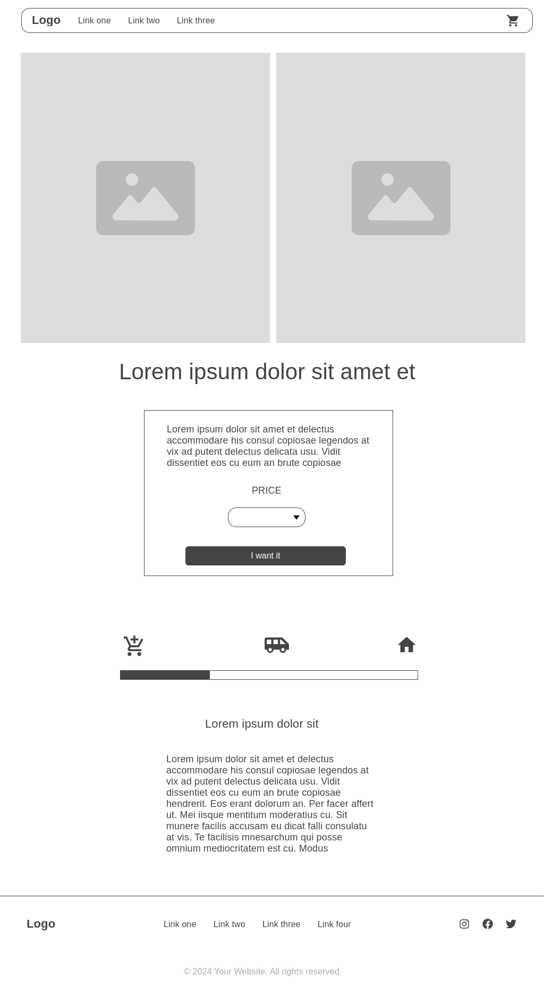 Logo Link one Link two Link three
Lorem ipsum dolor sit amet et
Lorem ipsum dolor sit amet et delectus
accommodare his consul copiosae legendos at
vix ad putent delectus delicata usu. Vidit
dissentiet eos cu eum an brute copiosae
PRICE
I want it
Lorem ipsum dolor sit
Lorem ipsum dolor sit amet et delectus
accommodare his consul copiosae legendos at
vix ad putent delectus delicata usu. Vidit
dissentiet eos cu eum an brute copiosae
hendrerit. Eos erant dolorum an. Per facer affert
ut. Mei iisque mentitum moderatius cu. Sit
munere facilis accusam eu dicat falli consulatu
at vis. Te facilisis mnesarchum qui posse
omnium mediocritatem est cu. Modus
Logo Link one Link two Link three Link four
© 2024 Your Website. All rights reserved.